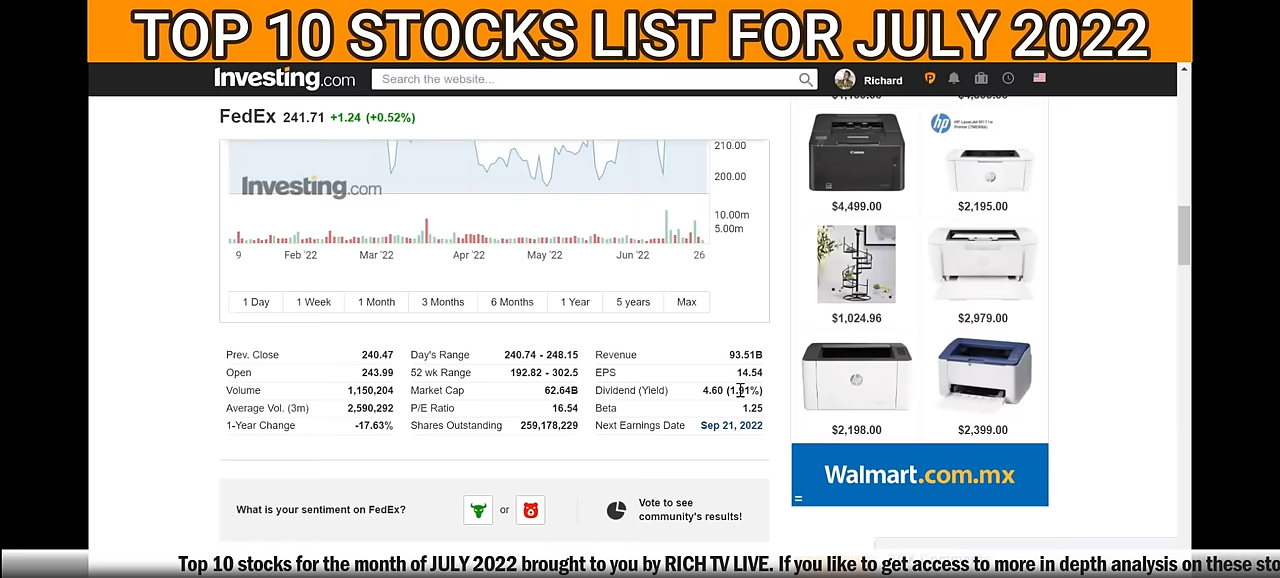 TOP 10 STOCKS LIST FOR JULY 2022
Investing.com
Search the website...
Richard
FedEx 241.71 +1.24 (+0.52%)
210.00
200.00
Investing.com
10.00m
5.00m
9 Feb '22 Mar '22 Apr '22 May '22 Jun '22 26
1 Day 1 Week 1 Month 3 Months 6 Months 1 Year 5 years Max
Prev. Close 240.47 Day's Range 240.74 - 248.15 Revenue 93.51B
Open 243.99 52 wk Range 192.82 - 302.5 EPS 14.54
Volume 1,150,204 Market Cap 62.64B Dividend (Yield) 4.60 (1.91%)
Average Vol. (3m) 2,590,292 P/E Ratio 16.54 Beta 1.25
1-Year Change -17.63% Shares Outstanding 259,178,229 Next Earnings Date Sep 21, 2022
What is your sentiment on FedEx? or Vote to see
community's results!
Canon
hp
$4,499.00 $2,195.00
$1,024.96 $2,979.00
$2,198.00 $2,399.00
Walmart.com.mx
Top 10 stocks for the month of JULY 2022 brought to you by RICH TV LIVE. If you like to get access to more in depth analysis on these sto